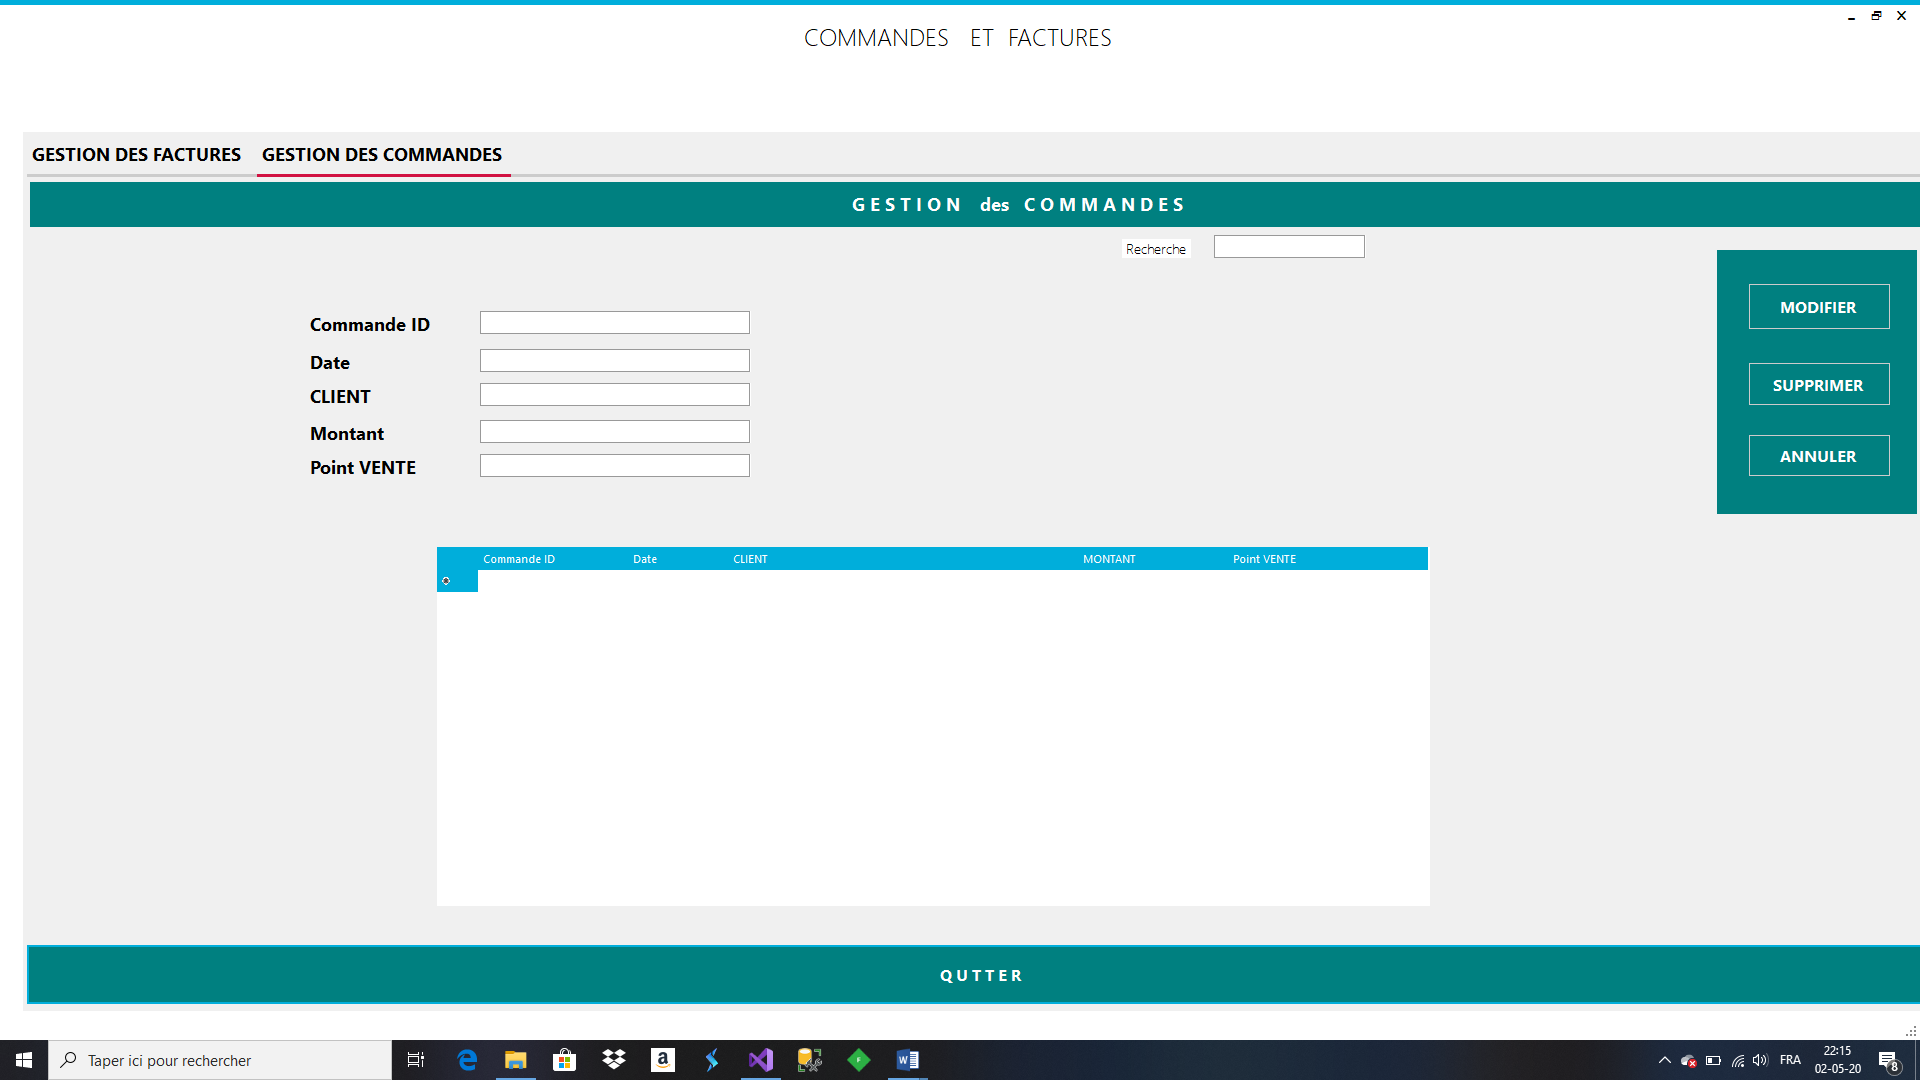 COMMANDES ET FACTURES
GESTION DES FACTURES GESTION DES COMMANDES
GESTION des COMMANDES
Recherche
MODIFIER
SUPPRIMER
ANNULER
Commande ID
Date
CLIENT
Montant
Point VENTE
Commande ID Date CLIENT MONTANT Point VENTE
QUTTER
Taper ici pour rechercher
a
F
W
FRA
22:15
02-05-20
8